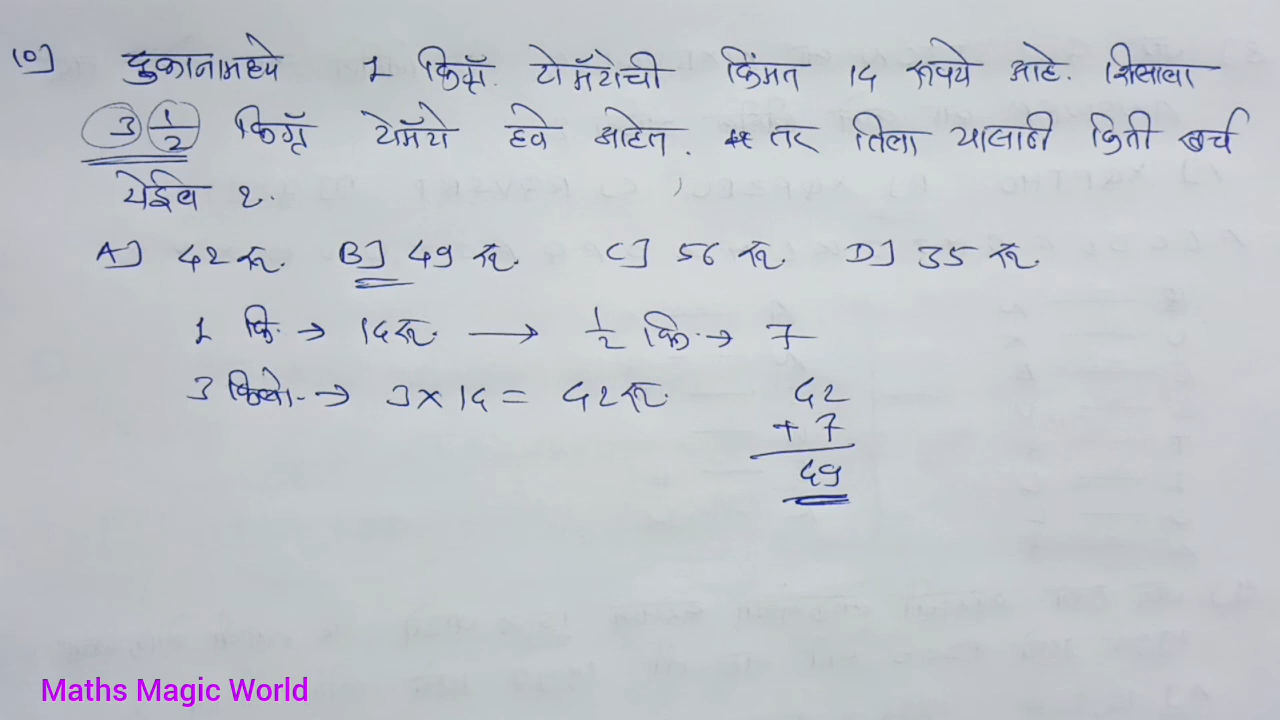 10] दुकानामध्ये 1 किग्रॅ. टोमॅटोची किंमत 14 रुपये आहे. शिलाला
3 1/2 किग्रॅ टोमॅटो हवे आहेत. तर तिला यासाठी किती खर्च
येईल ?
A] 42 रू. B] 49 रू. C] 56 रू. D] 35 रू.
1 कि. → 14 रू. → 1/2 कि. → 7
3 किलो. → 3 × 14 = 42 रू. 42
+ 7
49
Maths Magic World